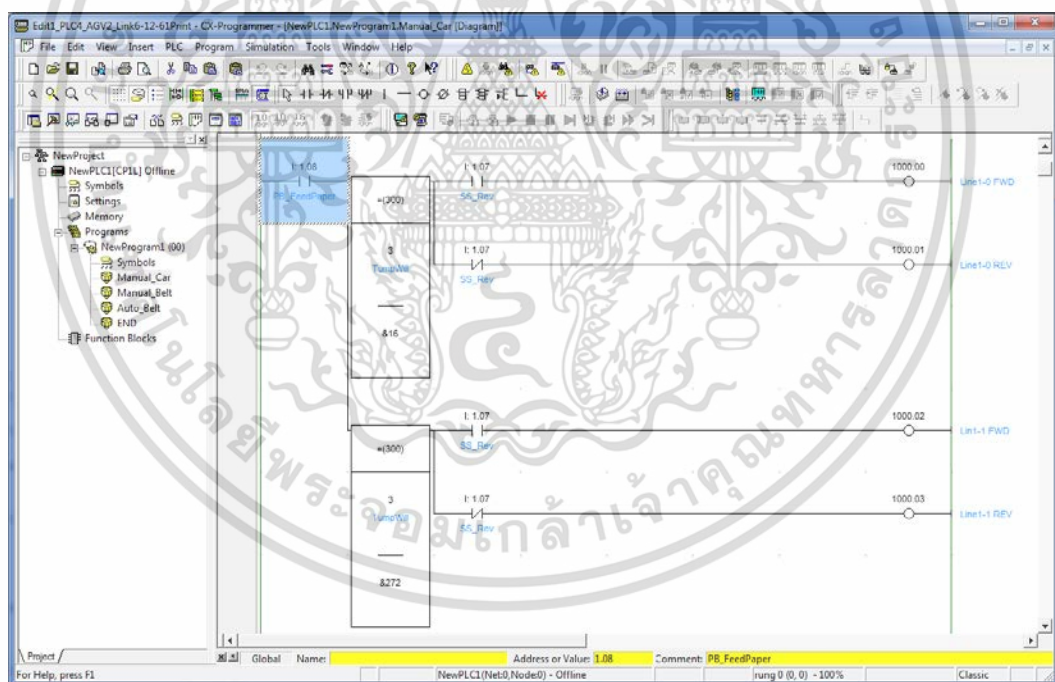 Edit1_PLC4_AGV2_Link6-12-61Print - CX-Programmer - [NewPLC1.NewProgram1.Manual_Car [Diagram]]
File Edit View Insert PLC Program Simulation Tools Window Help
NewProject
NewPLC1[CP1L] Offline
Symbols
Settings
Memory
Programs
NewProgram1 (00)
Symbols
Manual_Car
Manual_Belt
Auto_Belt
END
Function Blocks
I: 1.08
PB_FeedPaper
=(300)
3
&16
I: 1.07
SS_Rev
1000.00
Line1-0 FWD
I: 1.07
SS_Rev
1000.01
Line1-0 REV
=(300)
3
&272
I: 1.07
SS_Rev
1000.02
Lint-1 FWD
I: 1.07
SS_Rev
1000.03
Line1-1 REV
Project
Global Name: Address or Value: 1.08 Comment: PB_FeedPaper
For Help, press F1 NewPLC1(Net:0,Node:0) - Offline rung 0 (0, 0) - 100% Classic